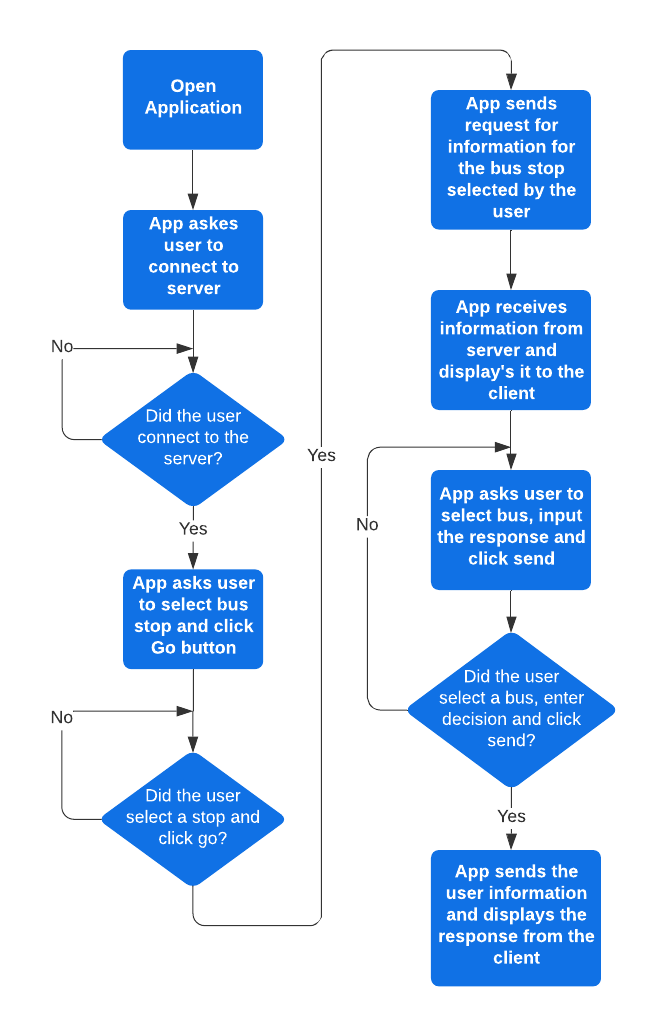 Open
Application
App askes
user to
connect to
server
No
Did the user
connect to the
server?
Yes
App asks user
to select bus
stop and click
Go button
No
Did the user
select a stop and
click go?
Yes
App sends
request for
information for
the bus stop
selected by the
user
App receives
information from
server and
display's it to the
client
App asks user to
select bus, input
the response and
click send
No
Did the user
select a bus, enter
decision and click
send?
Yes
App sends the
user information
and displays the
response from the
client